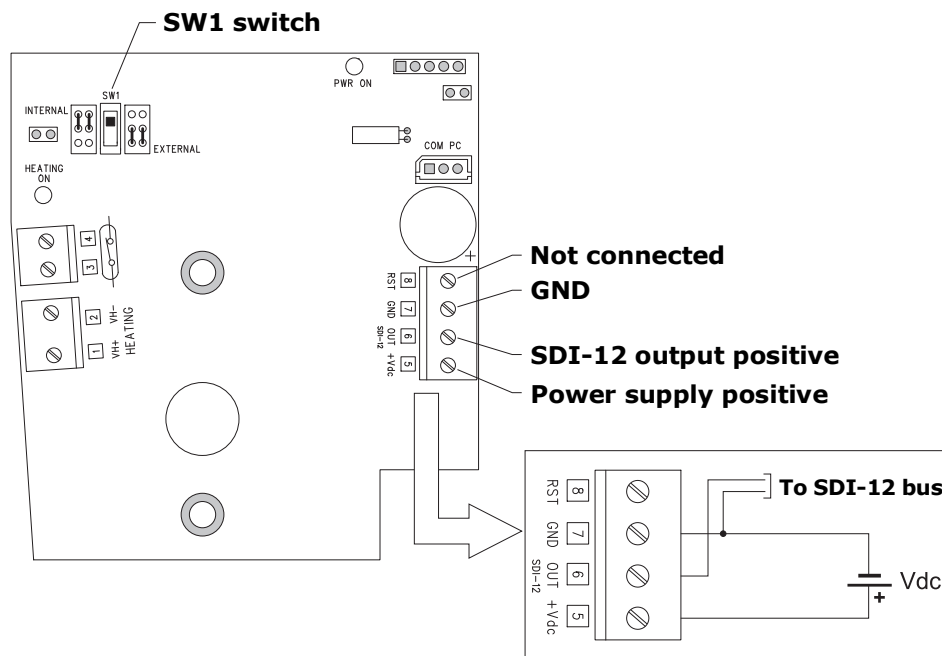 SW1 switch
PWR ON
SW1
INTERNAL
EXTERNAL
COM PC
HEATING
ON
4
3
2 VH-
1 VH+
HEATING
RST 8
GND 7
SDI-12 OUT 6
+Vdc 5
+
Not connected
GND
SDI-12 output positive
Power supply positive
RST 8
GND 7
SDI-12 OUT 6
+Vdc 5
To SDI-12 bus
Vdc
+